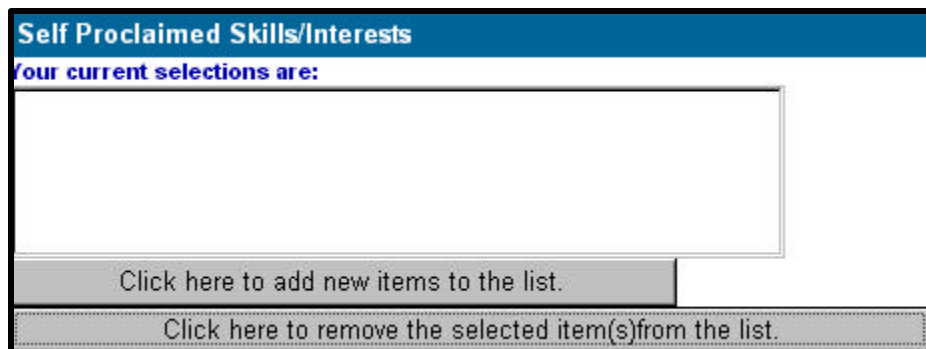 Self Proclaimed Skills/Interests
Your current selections are:
Click here to add new items to the list.
Click here to remove the selected item(s)from the list.